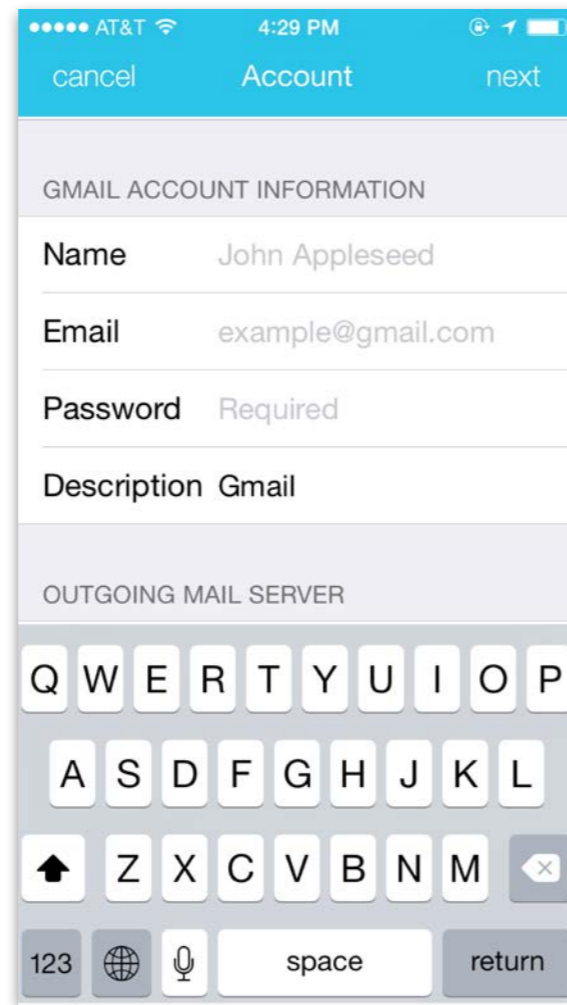 AT&T 4:29 PM
cancel Account next
GMAIL ACCOUNT INFORMATION
Name John Appleseed
Email example@gmail.com
Password Required
Description Gmail
OUTGOING MAIL SERVER
Q W E R T Y U I O P
A S D F G H J K L
Z X C V B N M
123 space return